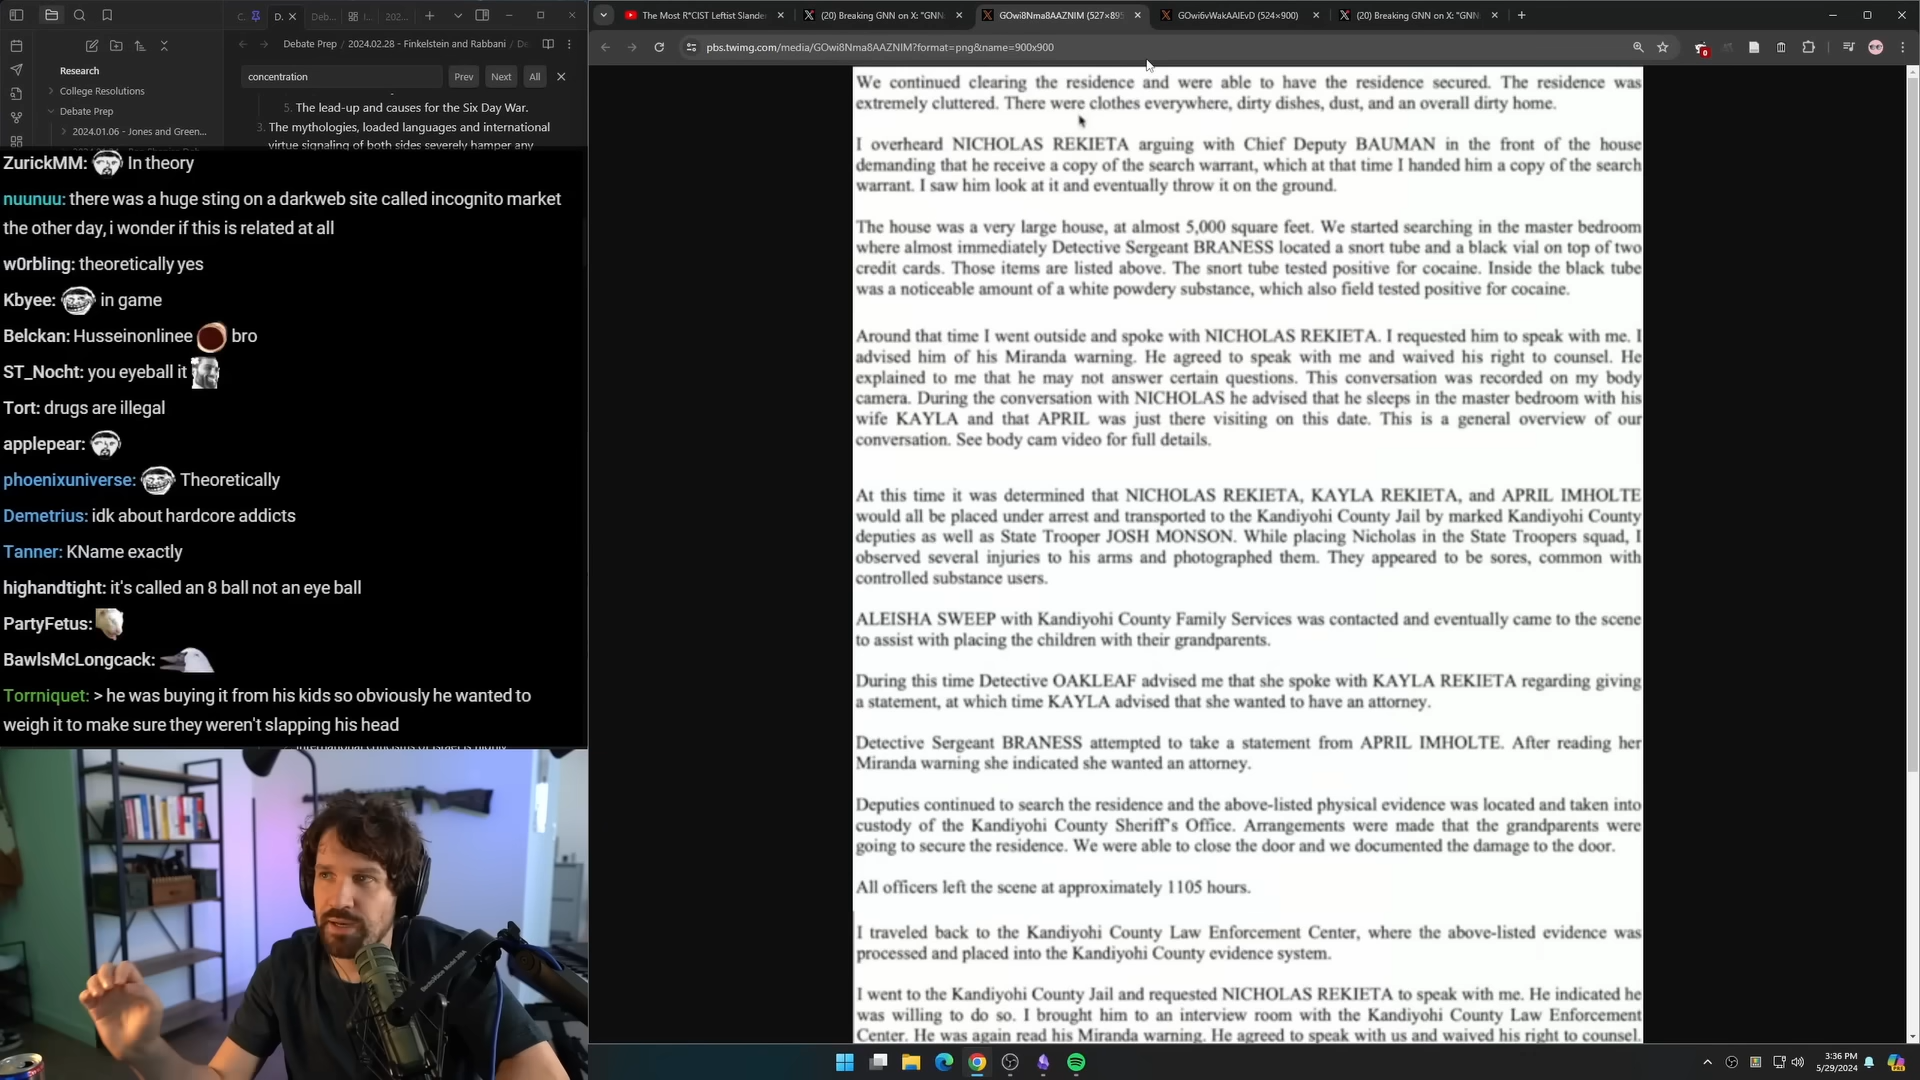 The Most R*CIST Leftist Slander
(20) Breaking GNN on X: "GNN:
GOwi8Nma8AAZNIM (527×895
GOwi6vWakAAlEvD (524×900)
(20) Breaking GNN on X: "GNN
pbs.twimg.com/media/GOwi8Nma8AAZNIM?format=png&name=900x900
Debate Prep / 2024.02.28 - Finkelstein and Rabbani /
concentration
Prev Next All
Research
College Resolutions
Debate Prep
2024.01.06 - Jones and Green...
5. The lead-up and causes for the Six Day War.
3. The mythologies, loaded languages and international
virtue signaling of both sides severely hamper any
ZurickMM: In theory
nuunuu: there was a huge sting on a darkweb site called incognito market
the other day, i wonder if this is related at all
w0rbling: theoretically yes
Kbyee: in game
Belckan: Husseinonlinee bro
ST_Nocht: you eyeball it
Tort: drugs are illegal
applepear:
phoenixuniverse: Theoretically
Demetrius: idk about hardcore addicts
Tanner: KName exactly
highandtight: it's called an 8 ball not an eye ball
PartyFetus:
BawlsMcLongcack:
Torrniquet: > he was buying it from his kids so obviously he wanted to
weigh it to make sure they weren't slapping his head
We continued clearing the residence and were able to have the residence secured. The residence was
extremely cluttered. There were clothes everywhere, dirty dishes, dust, and an overall dirty home.
I overheard NICHOLAS REKIETA arguing with Chief Deputy BAUMAN in the front of the house
demanding that he receive a copy of the search warrant, which at that time I handed him a copy of the search
warrant. I saw him look at it and eventually throw it on the ground.
The house was a very large house, at almost 5,000 square feet. We started searching in the master bedroom
where almost immediately Detective Sergeant BRANESS located a snort tube and a black vial on top of two
credit cards. Those items are listed above. The snort tube tested positive for cocaine. Inside the black tube
was a noticeable amount of a white powdery substance, which also field tested positive for cocaine.
Around that time I went outside and spoke with NICHOLAS REKIETA. I requested him to speak with me. I
advised him of his Miranda warning. He agreed to speak with me and waived his right to counsel. He
explained to me that he may not answer certain questions. This conversation was recorded on my body
camera. During the conversation with NICHOLAS he advised that he sleeps in the master bedroom with his
wife KAYLA and that APRIL was just there visiting on this date. This is a general overview of our
conversation. See body cam video for full details.
At this time it was determined that NICHOLAS REKIETA, KAYLA REKIETA, and APRIL IMHOLTE
would all be placed under arrest and transported to the Kandiyohi County Jail by marked Kandiyohi County
deputies as well as State Trooper JOSH MONSON. While placing Nicholas in the State Troopers squad, I
observed several injuries to his arms and photographed them. They appeared to be sores, common with
controlled substance users.
ALEISHA SWEEP with Kandiyohi County Family Services was contacted and eventually came to the scene
to assist with placing the children with their grandparents.
During this time Detective OAKLEAF advised me that she spoke with KAYLA REKIETA regarding giving
a statement, at which time KAYLA advised that she wanted to have an attorney.
Detective Sergeant BRANESS attempted to take a statement from APRIL IMHOLTE. After reading her
Miranda warning she indicated she wanted an attorney.
Deputies continued to search the residence and the above-listed physical evidence was located and taken into
custody of the Kandiyohi County Sheriff's Office. Arrangements were made that the grandparents were
going to secure the residence. We were able to close the door and we documented the damage to the door.
All officers left the scene at approximately 1105 hours.
I traveled back to the Kandiyohi County Law Enforcement Center, where the above-listed evidence was
processed and placed into the Kandiyohi County evidence system.
I went to the Kandiyohi County Jail and requested NICHOLAS REKIETA to speak with me. He indicated he
was willing to do so. I brought him to an interview room with the Kandiyohi County Law Enforcement
Center. He was again read his Miranda warning. He agreed to speak with us and waived his right to counsel.
3:36 PM
5/29/2024